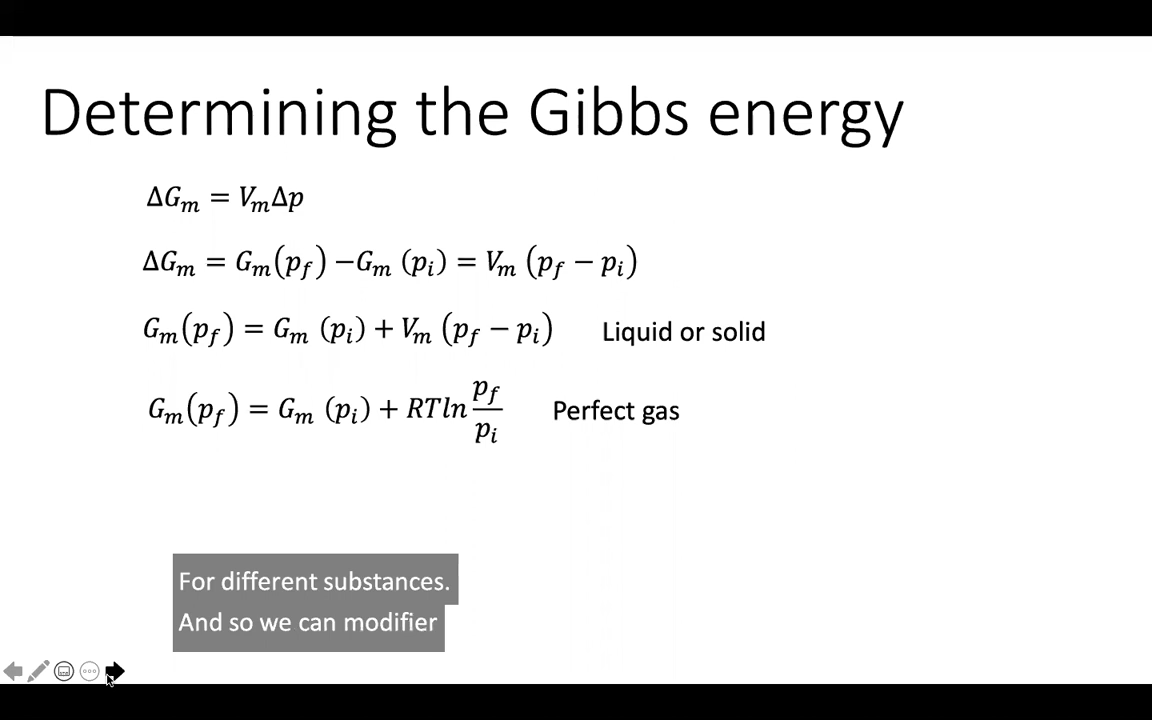 Determining the Gibbs energy
ΔG_m = V_mΔp
ΔG_m = G_m(p_f) −G_m (p_i) = V_m (p_f − p_i)
G_m(p_f) = G_m (p_i) + V_m (p_f − p_i) Liquid or solid
G_m(p_f) = G_m (p_i) + RTln p_f/p_i Perfect gas
For different substances.
And so we can modifier